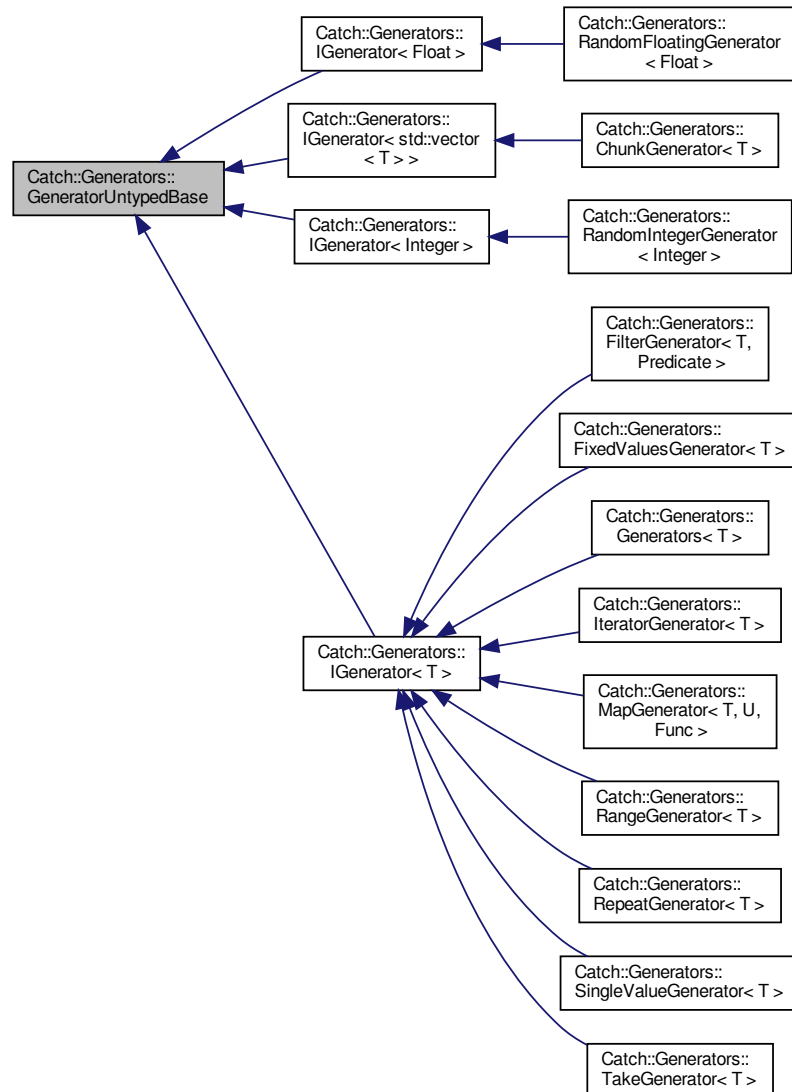 Catch::Generators::
IGenerator< Float >
Catch::Generators::
RandomFloatingGenerator
< Float >
Catch::Generators::
IGenerator< std::vector
< T > >
Catch::Generators::
ChunkGenerator< T >
Catch::Generators::
GeneratorUntypedBase
Catch::Generators::
IGenerator< Integer >
Catch::Generators::
RandomIntegerGenerator
< Integer >
Catch::Generators::
FilterGenerator< T,
Predicate >
Catch::Generators::
FixedValuesGenerator< T >
Catch::Generators::
Generators< T >
Catch::Generators::
IteratorGenerator< T >
Catch::Generators::
IGenerator< T >
Catch::Generators::
MapGenerator< T, U,
Func >
Catch::Generators::
RangeGenerator< T >
Catch::Generators::
RepeatGenerator< T >
Catch::Generators::
SingleValueGenerator< T >
Catch::Generators::
TakeGenerator< T >